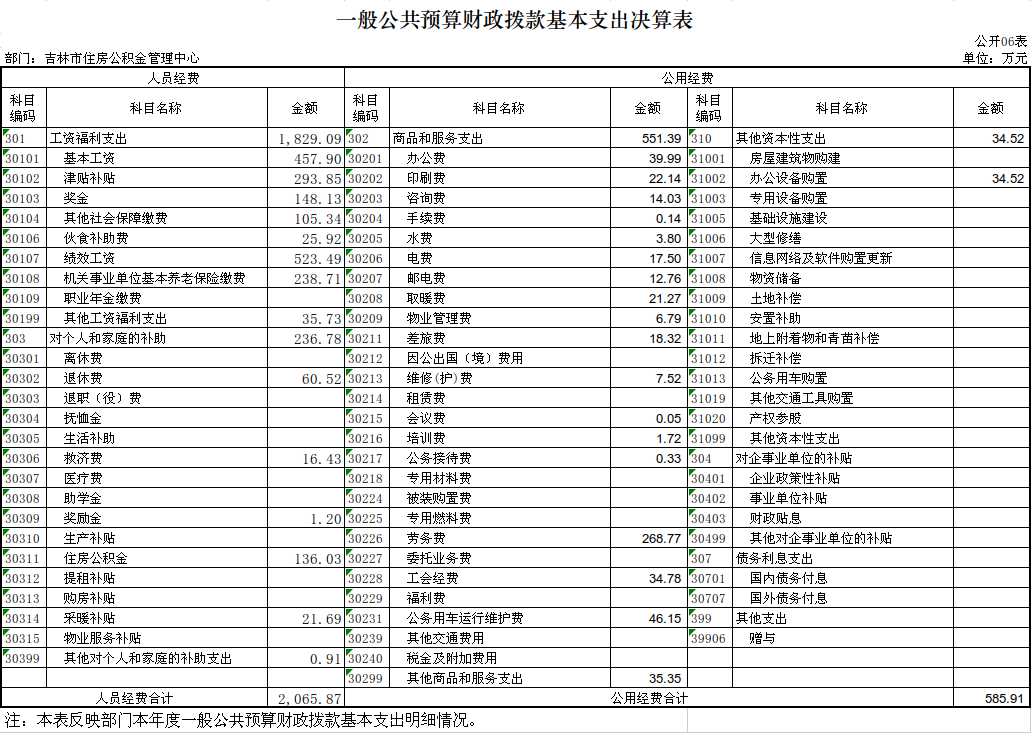 一般公共预算财政拨款基本支出决算表
公开06表
部门：吉林市住房公积金管理中心 单位：万元
人员经费 公用经费
科目编码 科目名称 金额 科目编码 科目名称 金额 科目编码 科目名称 金额
301 工资福利支出 1,829.09 302 商品和服务支出 551.39 310 其他资本性支出 34.52
30101 基本工资 457.90 30201 办公费 39.99 31001 房屋建筑物购建
30102 津贴补贴 293.85 30202 印刷费 22.14 31002 办公设备购置 34.52
30103 奖金 148.13 30203 咨询费 14.03 31003 专用设备购置
30104 其他社会保障缴费 105.34 30204 手续费 0.14 31005 基础设施建设
30106 伙食补助费 25.92 30205 水费 3.80 31006 大型修缮
30107 绩效工资 523.49 30206 电费 17.50 31007 信息网络及软件购置更新
30108 机关事业单位基本养老保险缴费 238.71 30207 邮电费 12.76 31008 物资储备
30109 职业年金缴费 30208 取暖费 21.27 31009 土地补偿
30199 其他工资福利支出 35.73 30209 物业管理费 6.79 31010 安置补助
303 对个人和家庭的补助 236.78 30211 差旅费 18.32 31011 地上附着物和青苗补偿
30301 离休费 30212 因公出国（境）费用 31012 拆迁补偿
30302 退休费 60.52 30213 维修(护)费 7.52 31013 公务用车购置
30303 退职（役）费 30214 租赁费 31019 其他交通工具购置
30304 抚恤金 30215 会议费 0.05 31020 产权参股
30305 生活补助 30216 培训费 1.72 31099 其他资本性支出
30306 救济费 16.43 30217 公务接待费 0.33 304 对企事业单位的补贴
30307 医疗费 30218 专用材料费 30401 企业政策性补贴
30308 助学金 30224 被装购置费 30402 事业单位补贴
30309 奖励金 1.20 30225 专用燃料费 30403 财政贴息
30310 生产补贴 30226 劳务费 268.77 30499 其他对企事业单位的补贴
30311 住房公积金 136.03 30227 委托业务费 307 债务利息支出
30312 提租补贴 30228 工会经费 34.78 30701 国内债务付息
30313 购房补贴 30229 福利费 30707 国外债务付息
30314 采暖补贴 21.69 30231 公务用车运行维护费 46.15 399 其他支出
30315 物业服务补贴 30239 其他交通费用 39906 赠与
30399 其他对个人和家庭的补助支出 0.91 30240 税金及附加费用
30299 其他商品和服务支出 35.35
人员经费合计 2,065.87 公用经费合计 585.91
注：本表反映部门本年度一般公共预算财政拨款基本支出明细情况。